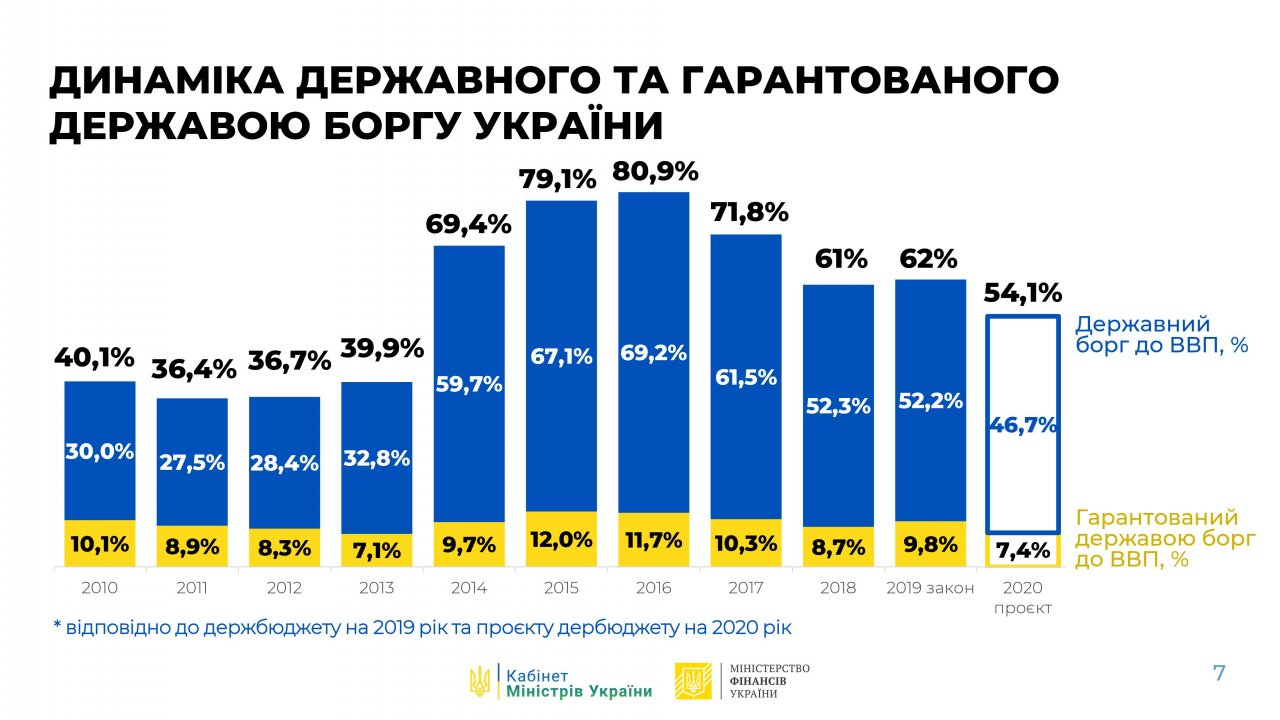 ДИНАМІКА ДЕРЖАВНОГО ТА ГАРАНТОВАНОГО
ДЕРЖАВОЮ БОРГУ УКРАЇНИ
40,1%
36,4%
36,7%
39,9%
69,4%
79,1%
80,9%
71,8%
61%
62%
54,1%
30,0%
27,5%
28,4%
32,8%
59,7%
67,1%
69,2%
61,5%
52,3%
52,2%
46,7%
Державний
борг до ВВП, %
10,1%
8,9%
8,3%
7,1%
9,7%
12,0%
11,7%
10,3%
8,7%
9,8%
7,4%
Гарантований
державою борг
до ВВП, %
2010
2011
2012
2013
2014
2015
2016
2017
2018
2019 закон
2020
проєкт
* відповідно до держбюджету на 2019 рік та проєкту дербюджету на 2020 рік
Кабінет
Міністрів України
МІНІСТЕРСТВО
ФІНАНСІВ
УКРАЇНИ
7